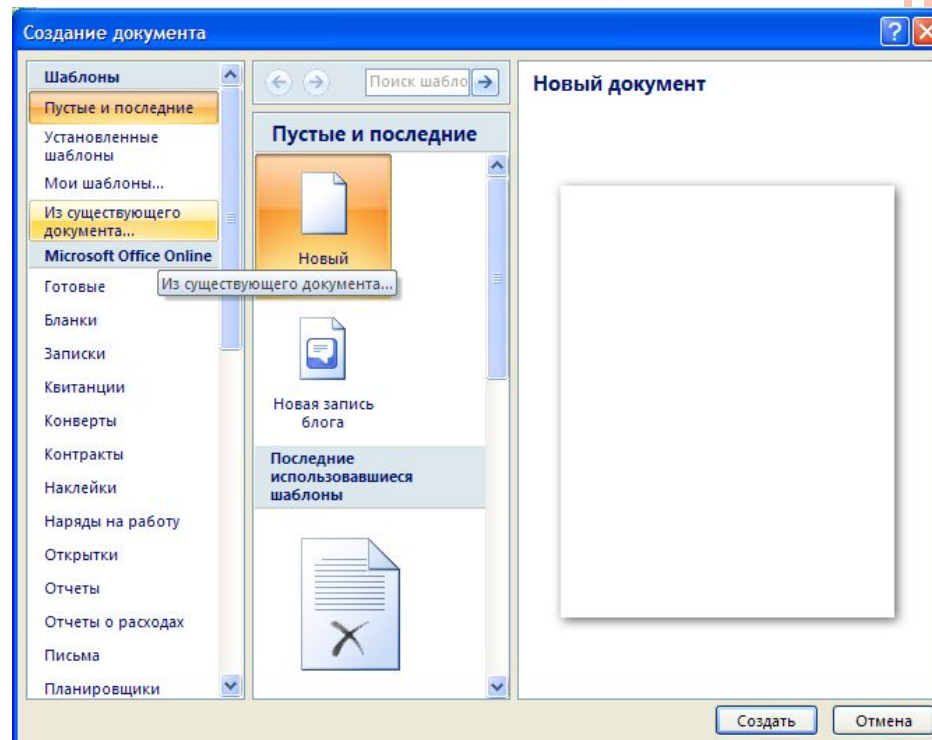 Создание документа
Шаблоны
Пустые и последние
Установленные
шаблоны
Мои шаблоны...
Из существующего
документа...
Microsoft Office Online
Готовые
Бланки
Записки
Квитанции
Конверты
Контракты
Наклейки
Наряды на работу
Открытки
Отчеты
Отчеты о расходах
Письма
Планировщики
Поиск шабло
Пустые и последние
Новый
Из существующего документа...
Новая запись
блога
Последние
использовавшиеся
шаблоны
Новый документ
Создать
Отмена